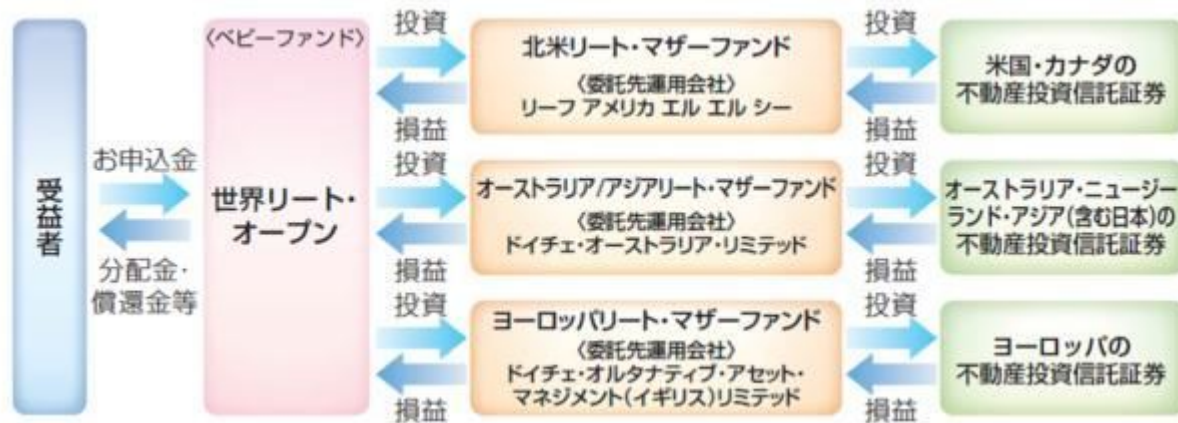 受益者
お申込金
分配金・
償還金等
〈ベビーファンド〉
世界リート・
オープン
投資
損益
北米リート・マザーファンド
〈委託先運用会社〉
リーフ アメリカ エル エル シー
投資
損益
米国・カナダの
不動産投資信託証券
投資
損益
オーストラリア/アジアリート・マザーファンド
〈委託先運用会社〉
ドイチェ・オーストラリア・リミテッド
投資
損益
オーストラリア・ニュージー
ランド・アジア(含む日本)の
不動産投資信託証券
投資
損益
ヨーロッパリート・マザーファンド
〈委託先運用会社〉
ドイチェ・オルタナティブ・アセット・
マネジメント(イギリス)リミテッド
投資
損益
ヨーロッパの
不動産投資信託証券